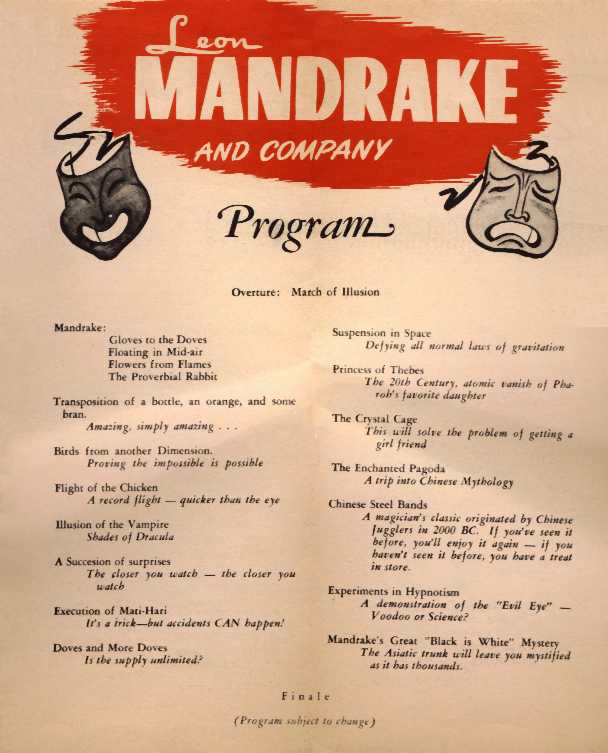 Leon
MANDRAKE
AND COMPANY
Program
Overture: March of Illusion
Mandrake:
Gloves to the Doves
Floating in Mid-air
Flowers from Flames
The Proverbial Rabbit
Transposition of a bottle, an orange, and some
bran.
Amazing, simply amazing . . .
Birds from another Dimension.
Proving the impossible is possible
Flight of the Chicken
A record flight — quicker than the eye
Illusion of the Vampire
Shades of Dracula
A Succesion of surprises
The closer you watch — the closer you
watch
Execution of Mati-Hari
It's a trick—but accidents CAN happen!
Doves and More Doves
Is the supply unlimited?
Suspension in Space
Defying all normal laws of gravitation
Princess of Thebes
The 20th Century, atomic vanish of Pha-
roh's favorite daughter
The Crystal Cage
This will solve the problem of getting a
girl friend
The Enchanted Pagoda
A trip into Chinese Mythology
Chinese Steel Bands
A magician's classic originated by Chinese
Jugglers in 2000 BC. If you've seen it
before, you'll enjoy it again — if you
haven't seen it before, you have a treat
in store.
Experiments in Hypnotism
A demonstration of the "Evil Eye" —
Voodoo or Science?
Mandrake's Great "Black is White" Mystery
The Asiatic trunk will leave you mystified
as it has thousands.
Finale
(Program subject to change)